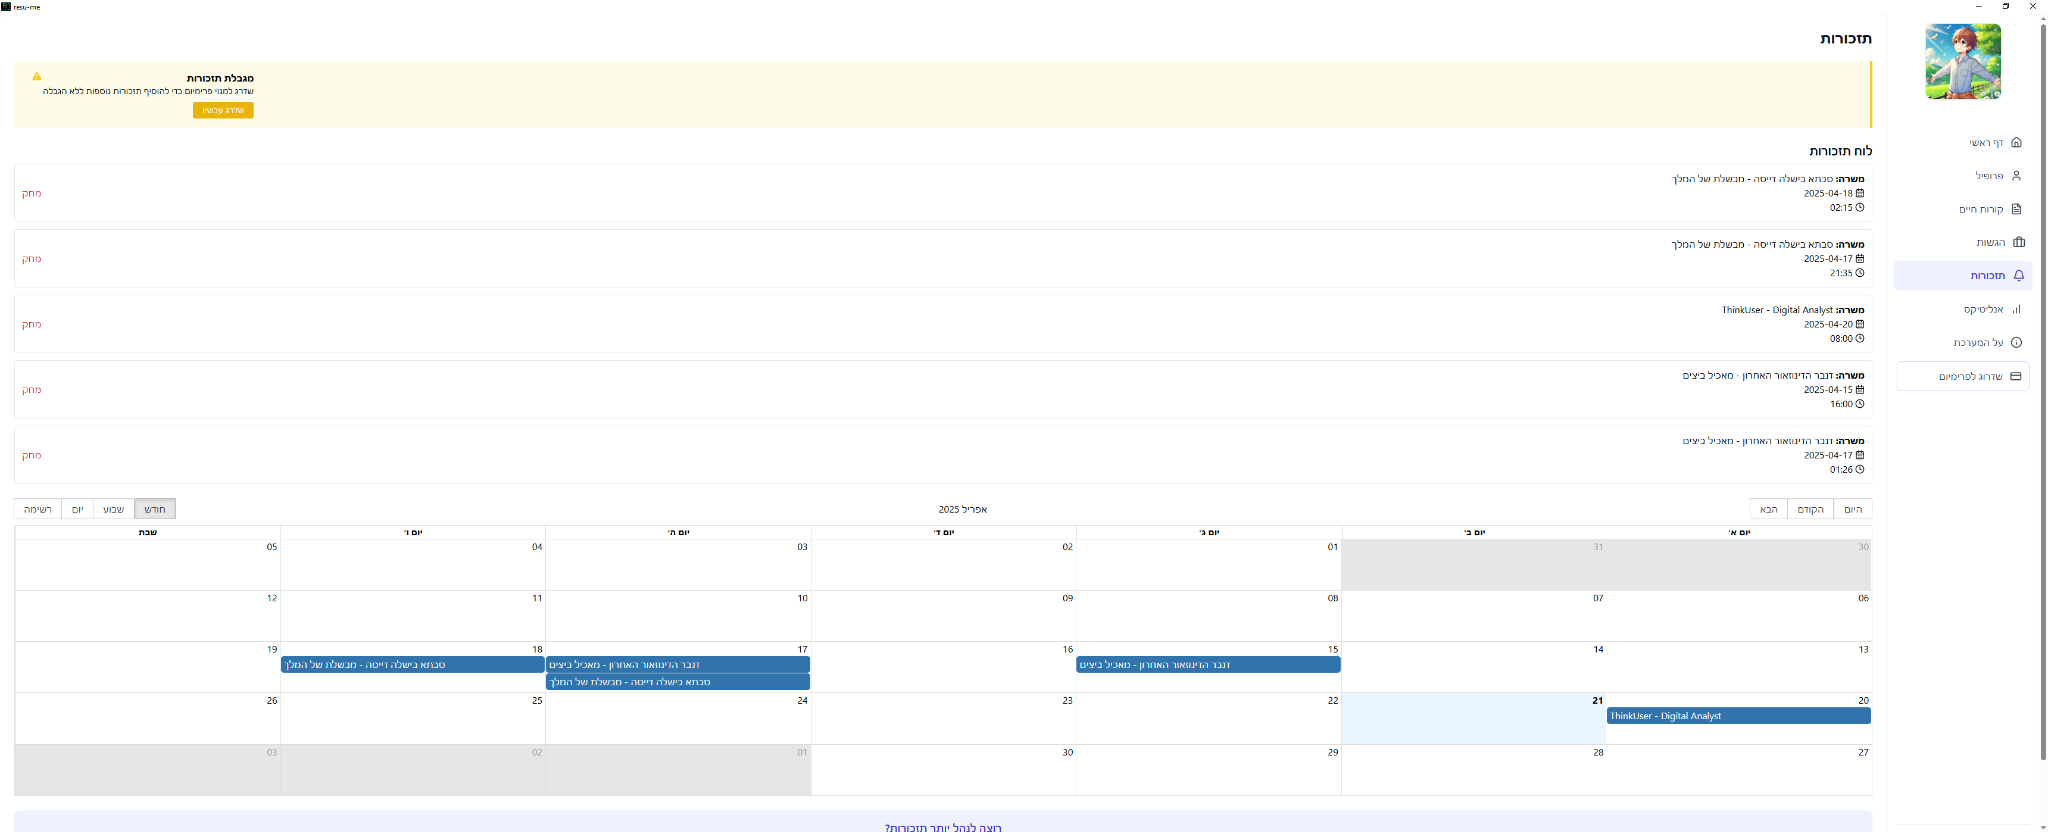 resu-me
תזכורות
מגבלת תזכורות
שדרג למנוי פרימיום כדי להוסיף תזכורות נוספות ללא הגבלה
שדרג עכשיו
לוח תזכורות
משרה: סבתא בישלה דייסה - מבשלת של המלך
2025-04-18
02:15
מחק
משרה: סבתא בישלה דייסה - מבשלת של המלך
2025-04-17
21:35
מחק
משרה: ThinkUser - Digital Analyst
2025-04-20
08:00
מחק
משרה: דנבר הדינוזאור האחרון - מאכיל ביצים
2025-04-15
16:00
מחק
משרה: דנבר הדינוזאור האחרון - מאכיל ביצים
2025-04-17
01:26
מחק
היום הקודם הבא
אפריל 2025
חודש שבוע יום רשימה
יום א׳ יום ב׳ יום ג׳ יום ד׳ יום ה׳ יום ו׳ שבת
30 31 01 02 03 04 05
06 07 08 09 10 11 12
13 14 15 16 17 18 19
דנבר הדינוזאור האחרון - מאכיל ביצים
דנבר הדינוזאור האחרון - מאכיל ביצים
סבתא בישלה דייסה - מבשלת של המלך
סבתא בישלה דייסה - מבשלת של המלך
20 21 22 23 24 25 26
ThinkUser - Digital Analyst
27 28 29 30 01 02 03
רוצה לנהל יותר תזכורות?
דף ראשי
פרופיל
קורות חיים
הגשות
תזכורות
אנליטיקס
על המערכת
שדרוג לפרימיום